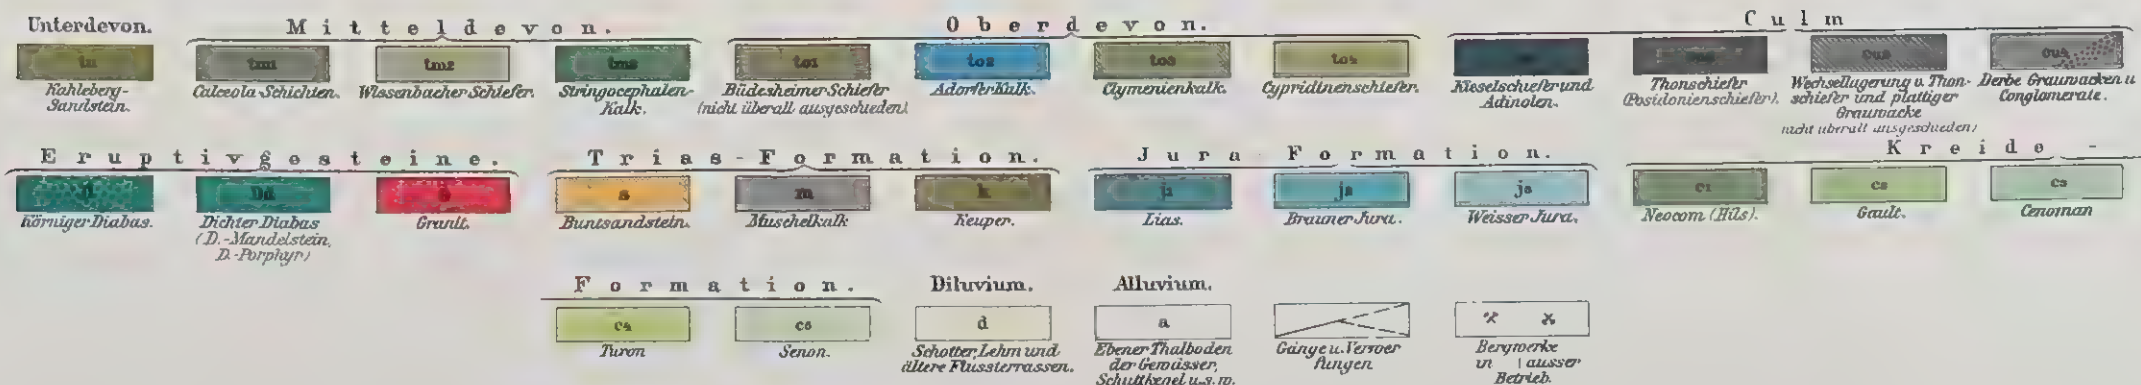 Unterdevon. Mitteldevon. Oberdevon. Culm
tu tm1 tm2 tm3 to1 to2 to3 to4 cu3 cu4
Kahleberg- Calceola-Schichten. Wissenbacher Schiefer. Stringocephalen- Büdesheimer Schiefer Adorfer Kalk. Clymenienkalk. Cypridinenschiefer. Kieselschiefer und Thonschiefer Wechsellagerung u. Thon- Derbe Grauwacken u
Sandstein. Kalk. (nicht überall ausgeschieden) Adinolen. (Posidonienschiefer). schiefer und plattiger Conglomerate.
Grauwacke
nicht überall ausgeschieden)
Eruptivgesteine. Trias-Formation. Jura Formation. Kreide-
Dd s m k j1 j2 j3 c1 c2 c3
Körniger Diabas. Dichter Diabas Granit. Buntsandstein. Muschelkalk Keuper. Lias. Brauner Jura. Weisser Jura. Neocom (Hils). Gault. Cenoman
(D.-Mandelstein,
D.-Porphyr)
Formation. Diluvium. Alluvium.
c4 c5 d a
Turon Senon. Schotter, Lehm und Ebener Thalboden Gänge u. Verwer Bergwerke
ältere Flussterrassen. der Gewässer, fungen in ausser
Schuttkegel u.s.w. Betrieb.